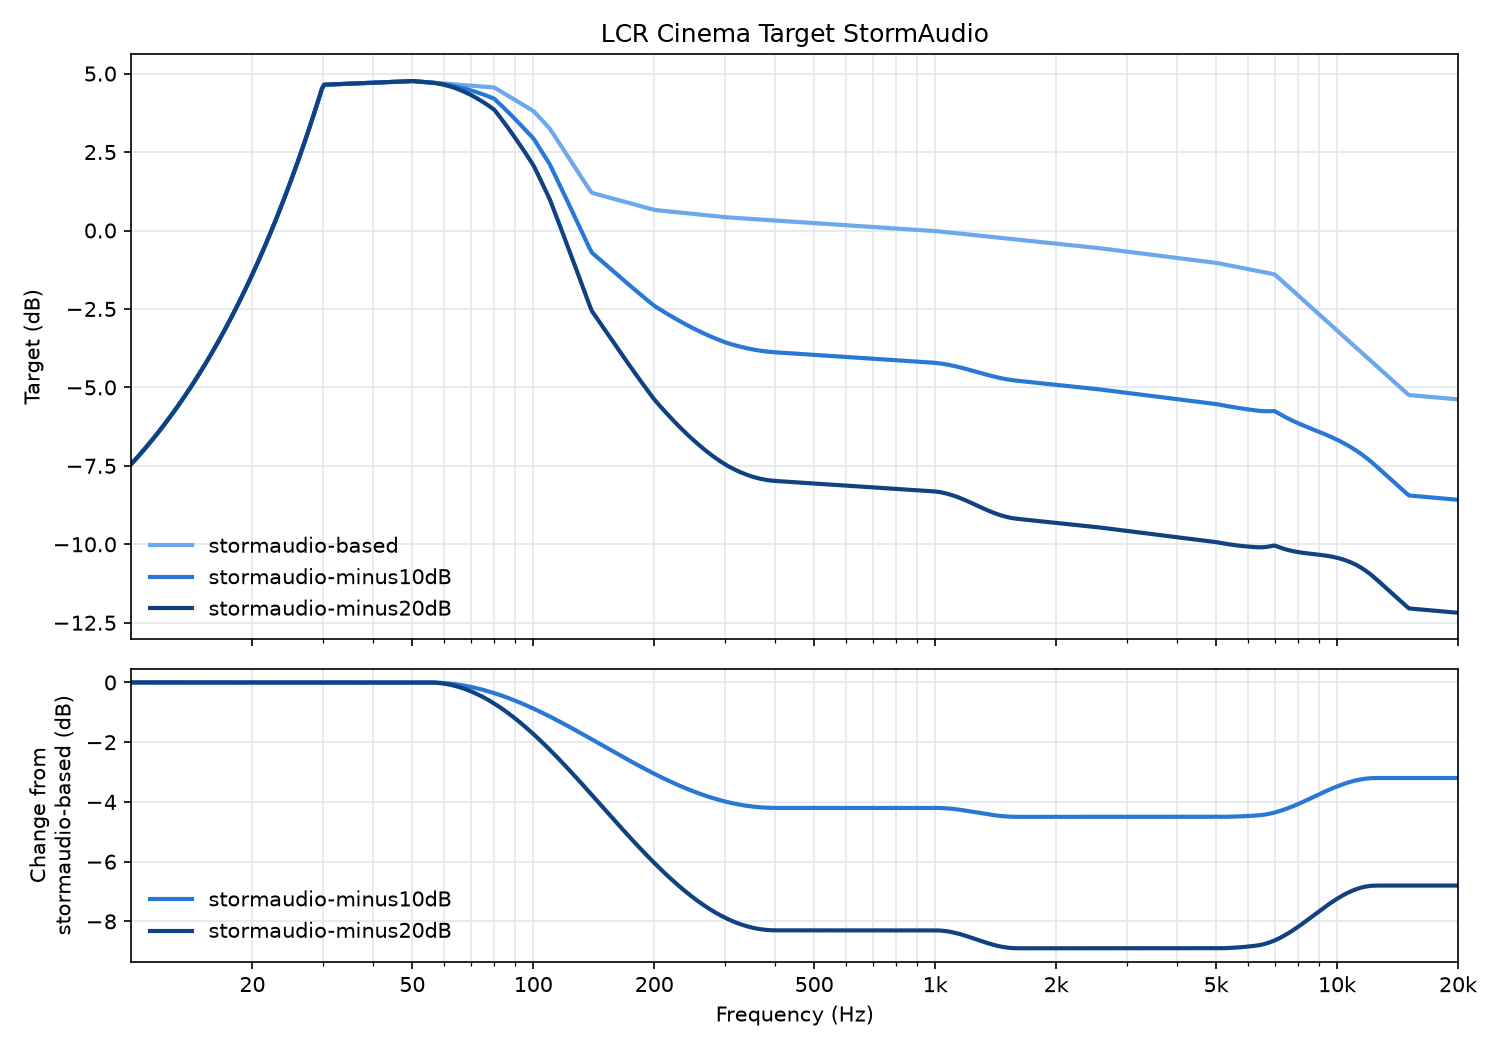 LCR Cinema Target StormAudio
Target (dB)
5.0
2.5
0.0
−2.5
−5.0
−7.5
−10.0
−12.5
stormaudio-based
stormaudio-minus10dB
stormaudio-minus20dB
Change from
stormaudio-based (dB)
0
−2
−4
−6
−8
stormaudio-minus10dB
stormaudio-minus20dB
20 50 100 200 500 1k 2k 5k 10k 20k
Frequency (Hz)